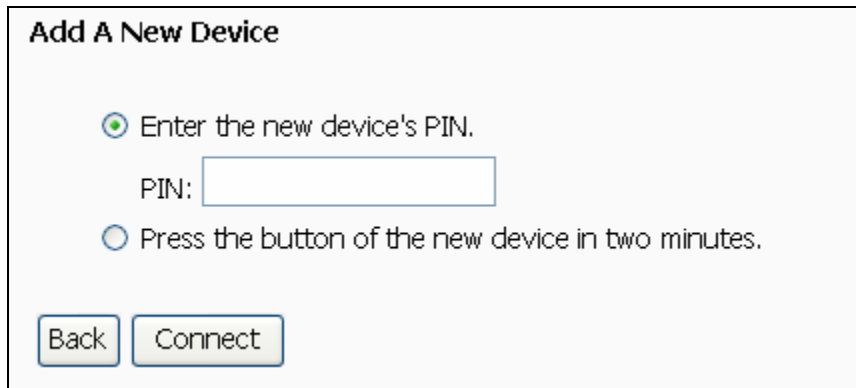 Add A New Device
Enter the new device's PIN.
PIN:
Press the button of the new device in two minutes.
Back Connect